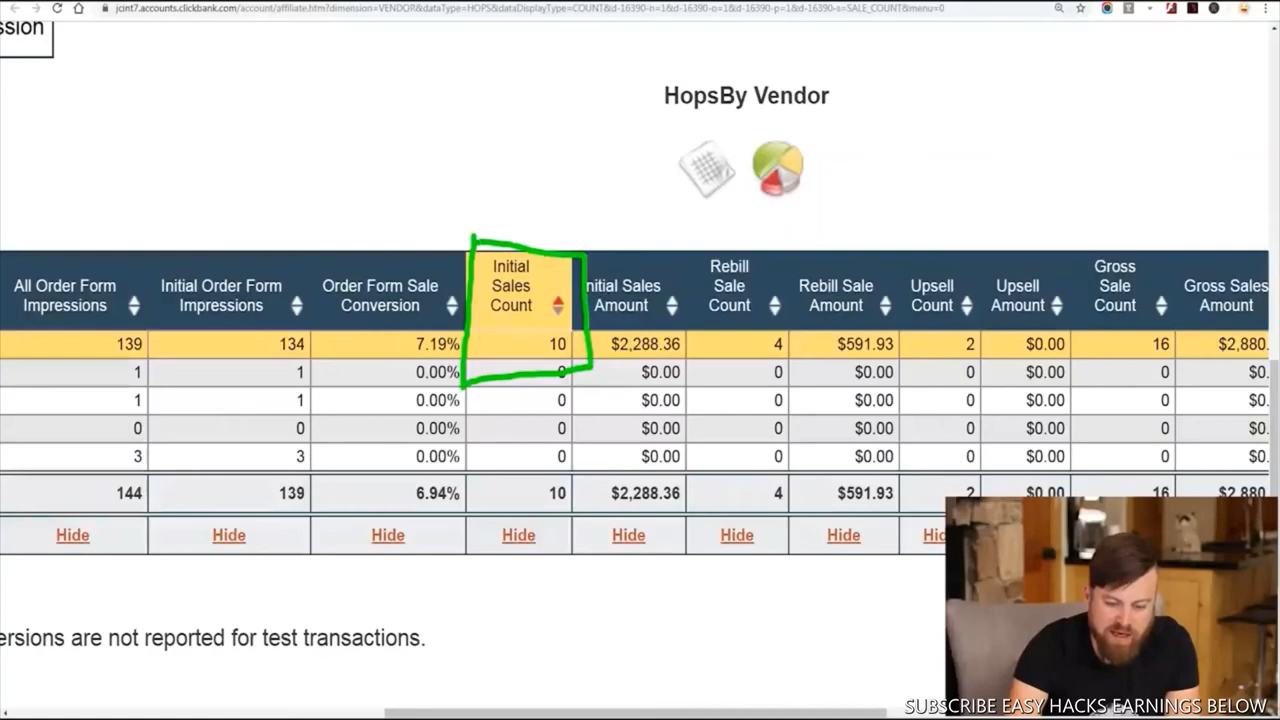 jcint7.accounts.clickbank.com/account/affiliate.htm?dimension=VENDOR&dataType=HOPS&dataDisplayType=COUNT&d-16390-n=1&d-16390-o=1&d-16390-p=1&d-16390-s=SALE_COUNT&menu=0
ssion
HopsBy Vendor
All Order Form Impressions Initial Order Form Impressions Order Form Sale Conversion Initial Sales Count nitial Sales Amount Rebill Sale Count Rebill Sale Amount Upsell Count Upsell Amount Gross Sale Count Gross Sales Amount
139 134 7.19% 10 $2,288.36 4 $591.93 2 $0.00 16 $2,880.
1 1 0.00% 0 $0.00 0 $0.00 0 $0.00 0 $0.
1 1 0.00% 0 $0.00 0 $0.00 0 $0.00 0 $0.
0 0 0.00% 0 $0.00 0 $0.00 0 $0.00 0 $0.
3 3 0.00% 0 $0.00 0 $0.00 0 $0.00 0 $0.
144 139 6.94% 10 $2,288.36 4 $591.93 2 $0.00 16 $2,880
Hide Hide Hide Hide Hide Hide Hide Hid
ersions are not reported for test transactions.
SUBSCRIBE EASY HACKS EARNINGS BELOW